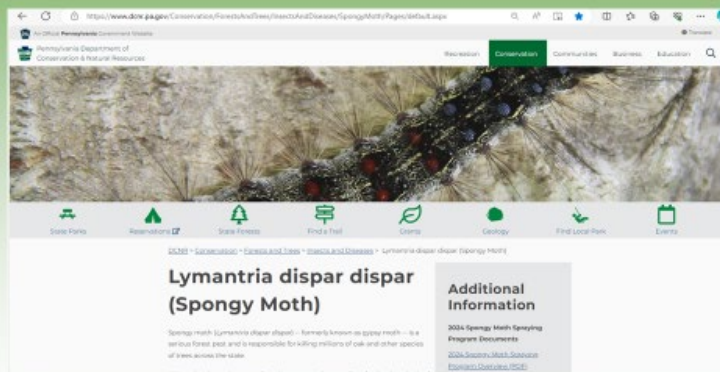 https://www.dcnr.pa.gov/Conservation/ForestsAndTrees/InsectsAndDiseases/SpongyMoth/Pages/default.aspx
An Official Pennsylvania Government Website
Translate
Pennsylvania Department of
Conservation & Natural Resources
Recreation Conservation Communities Business Education
State Parks Reservations State Forests Find a Trail Grants Geology Find Local Park Events
DCNR > Conservation > Forests and Trees > Insects and Diseases > Lymantria dispar dispar (Spongy Moth)
Lymantria dispar dispar
(Spongy Moth)
Spongy moth (Lymantria dispar dispar) -- formerly known as gypsy moth -- is a
serious forest pest and is responsible for killing millions of oak and other species
of trees across the state.
Additional
Information
2024 Spongy Moth Spraying
Program Documents
2024 Spongy Moth Spraying
Program Overview (PDF)